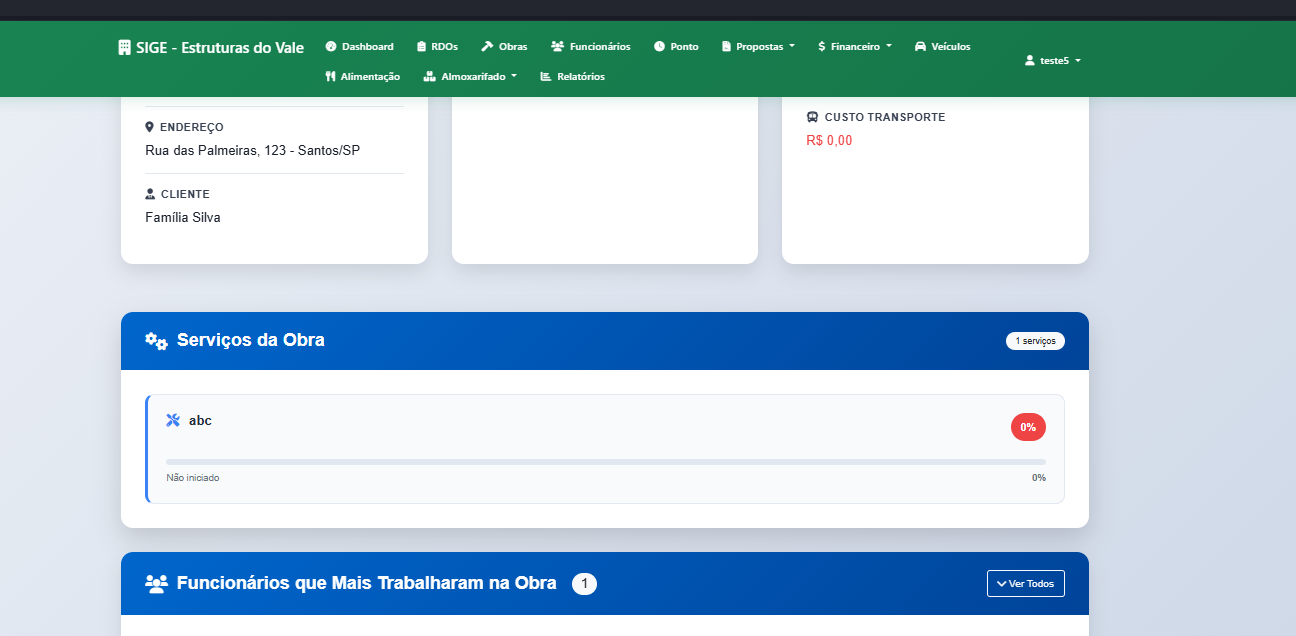 SIGE - Estruturas do Vale
Dashboard
RDOs
Obras
Funcionários
Ponto
Propostas
Financeiro
Veículos
Alimentação
Almoxarifado
Relatórios
teste5
ENDEREÇO
Rua das Palmeiras, 123 - Santos/SP
CLIENTE
Família Silva
CUSTO TRANSPORTE
R$ 0,00
Serviços da Obra
1 serviços
abc
0%
Não iniciado
0%
Funcionários que Mais Trabalharam na Obra
1
Ver Todos